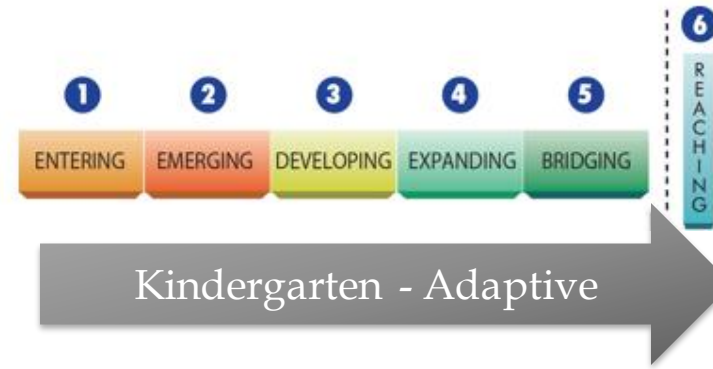 6
REACHING
1 2 3 4 5
ENTERING EMERGING DEVELOPING EXPANDING BRIDGING
Kindergarten - Adaptive